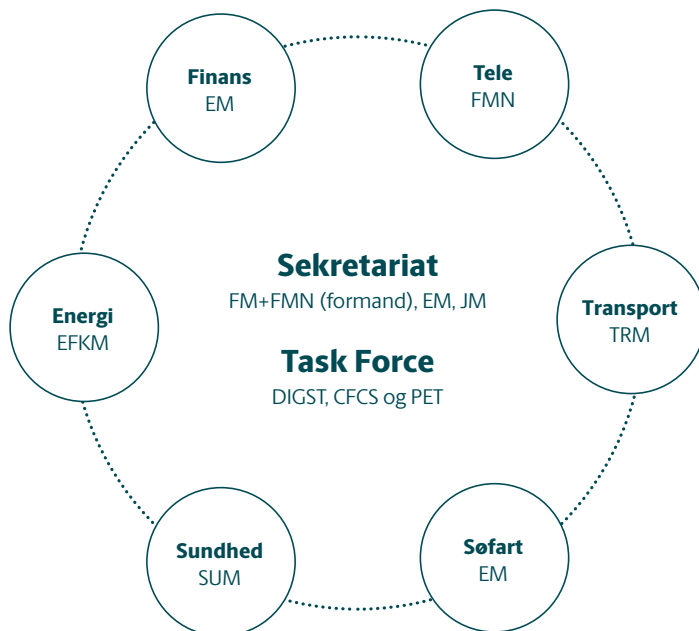 Finans
EM
Tele
FMN
Sekretariat
FM+FMN (formand), EM, JM
Task Force
DIGST, CFCS og PET
Energi
EFKM
Transport
TRM
Sundhed
SUM
Søfart
EM